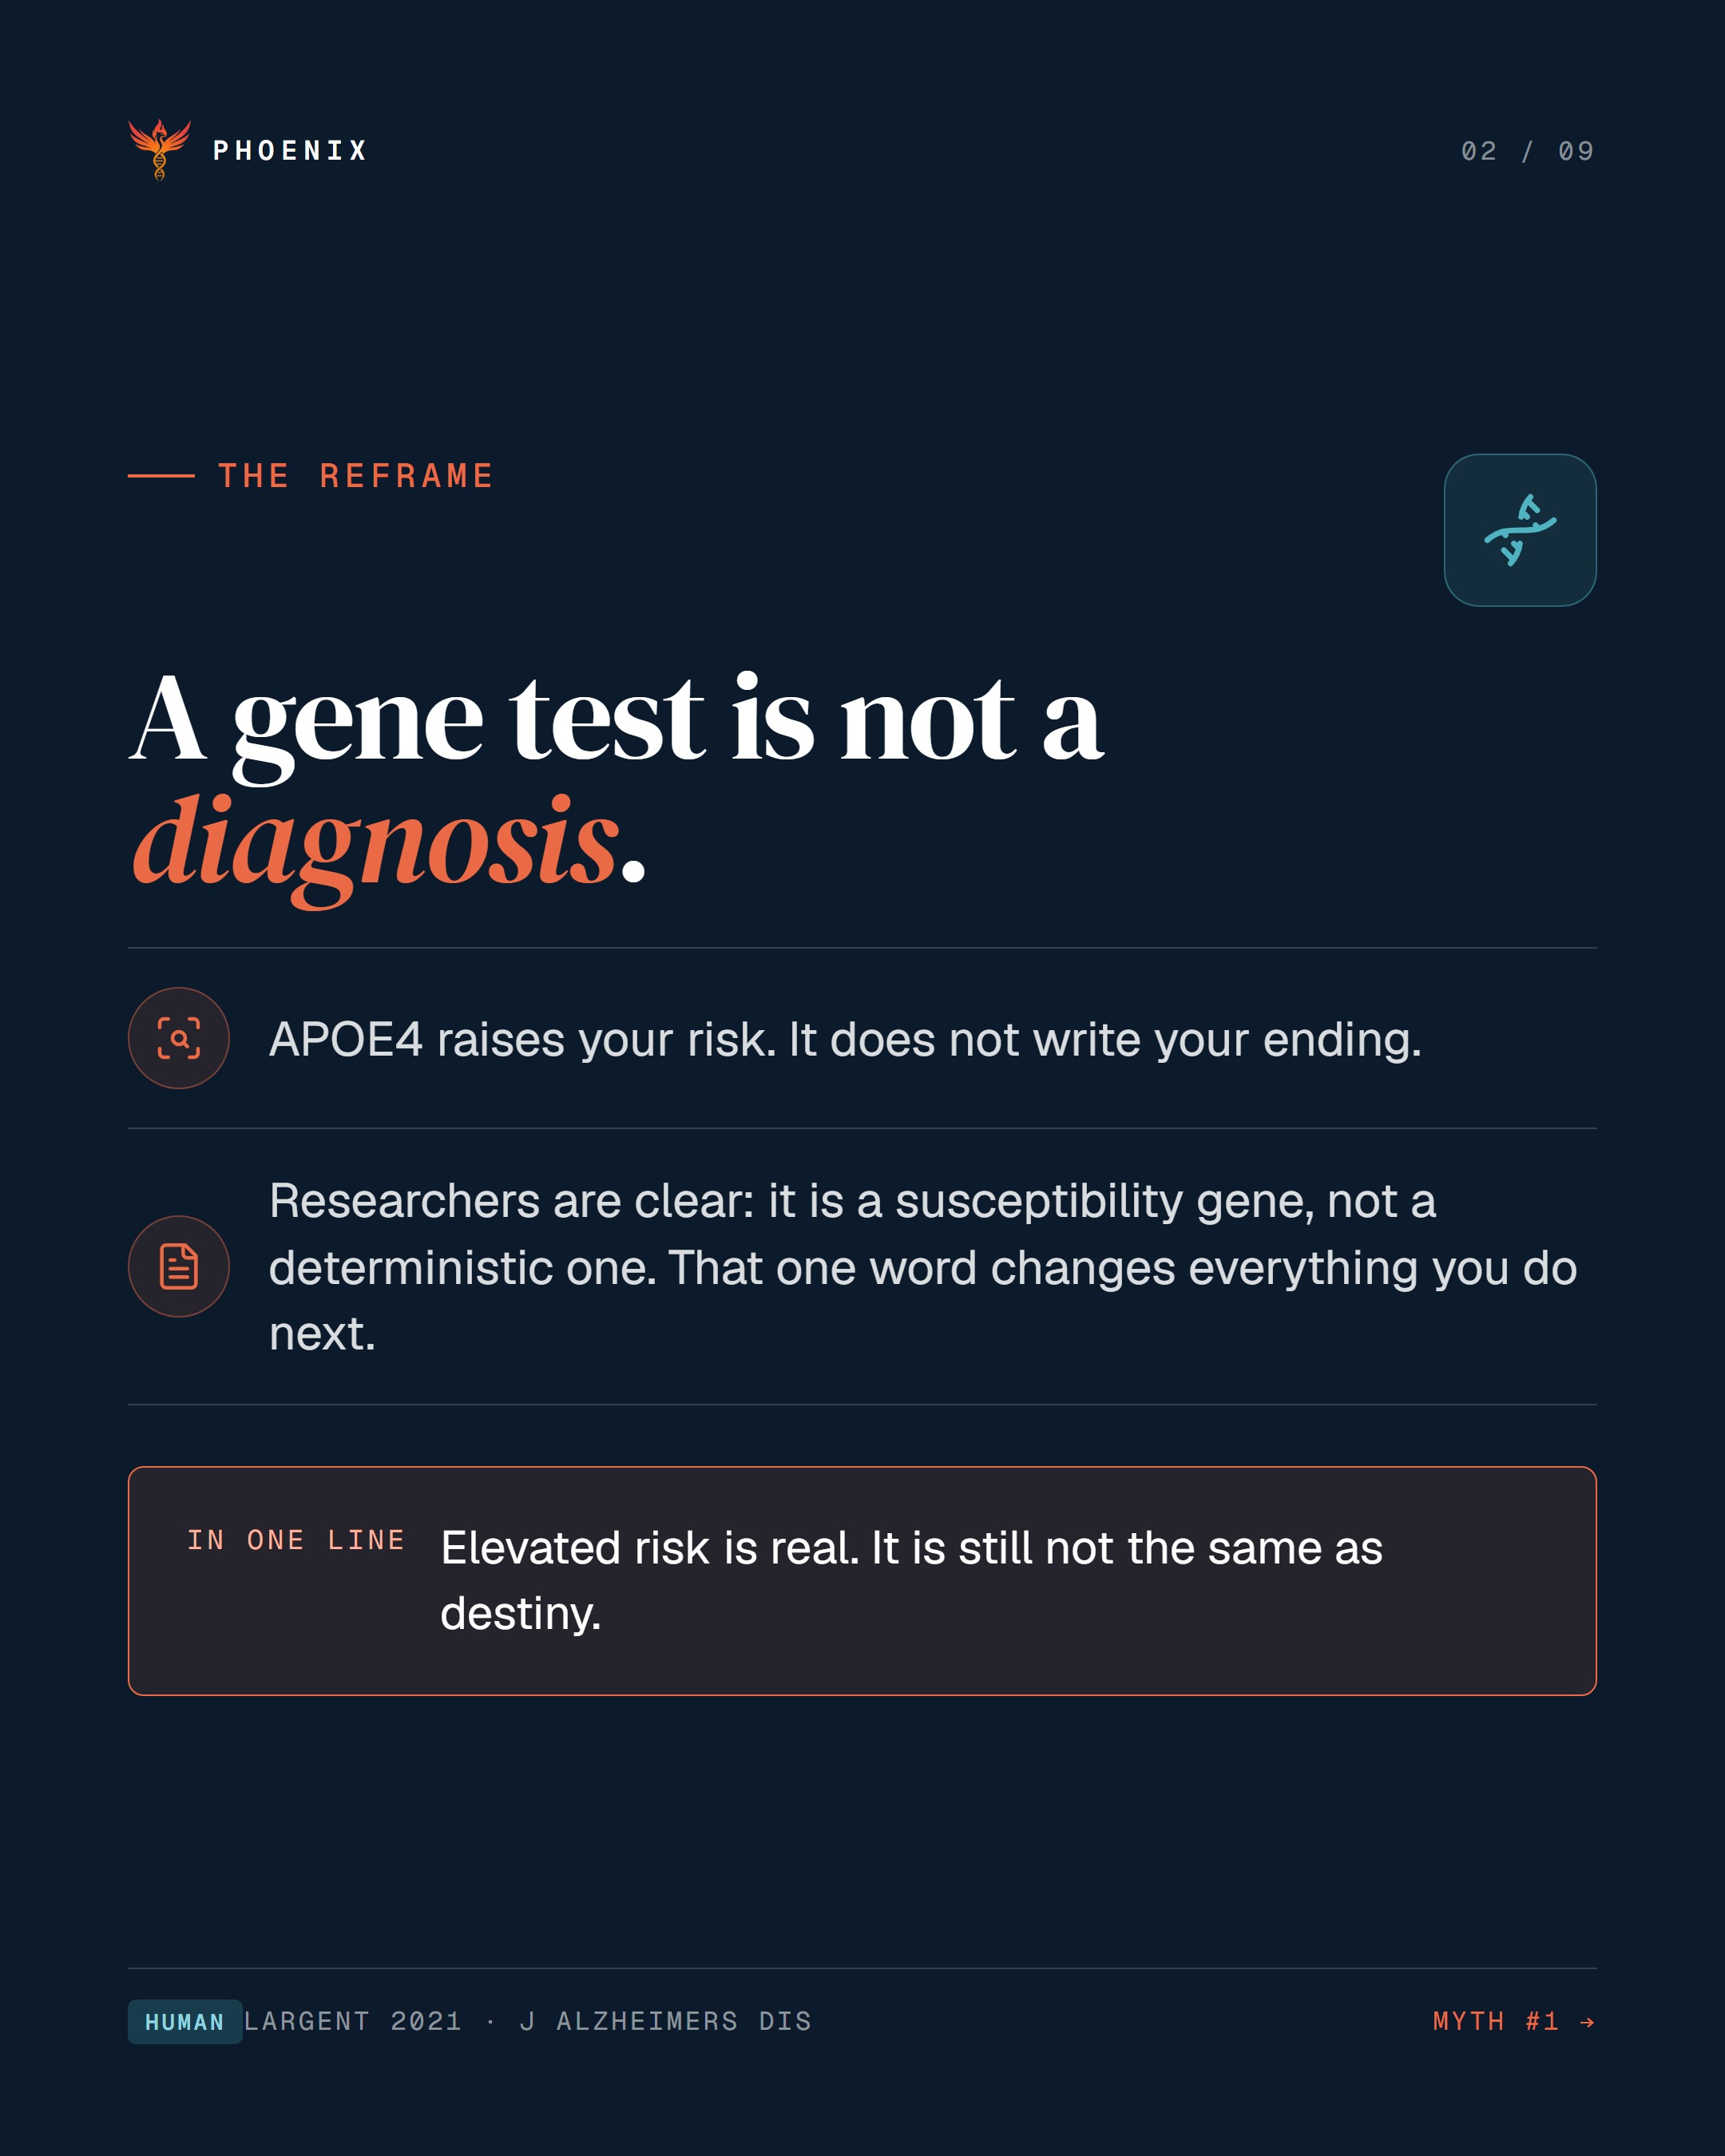 PHOENIX
02 / 09
THE REFRAME
A gene test is not a
diagnosis.
APOE4 raises your risk. It does not write your ending.
Researchers are clear: it is a susceptibility gene, not a
deterministic one. That one word changes everything you do
next.
IN ONE LINE
Elevated risk is real. It is still not the same as
destiny.
HUMAN LARGENT 2021 · J ALZHEIMERS DIS
MYTH #1 →